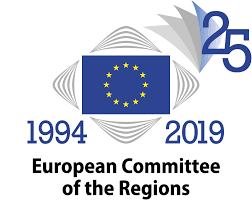 25
1994 2019
European Committee
of the Regions